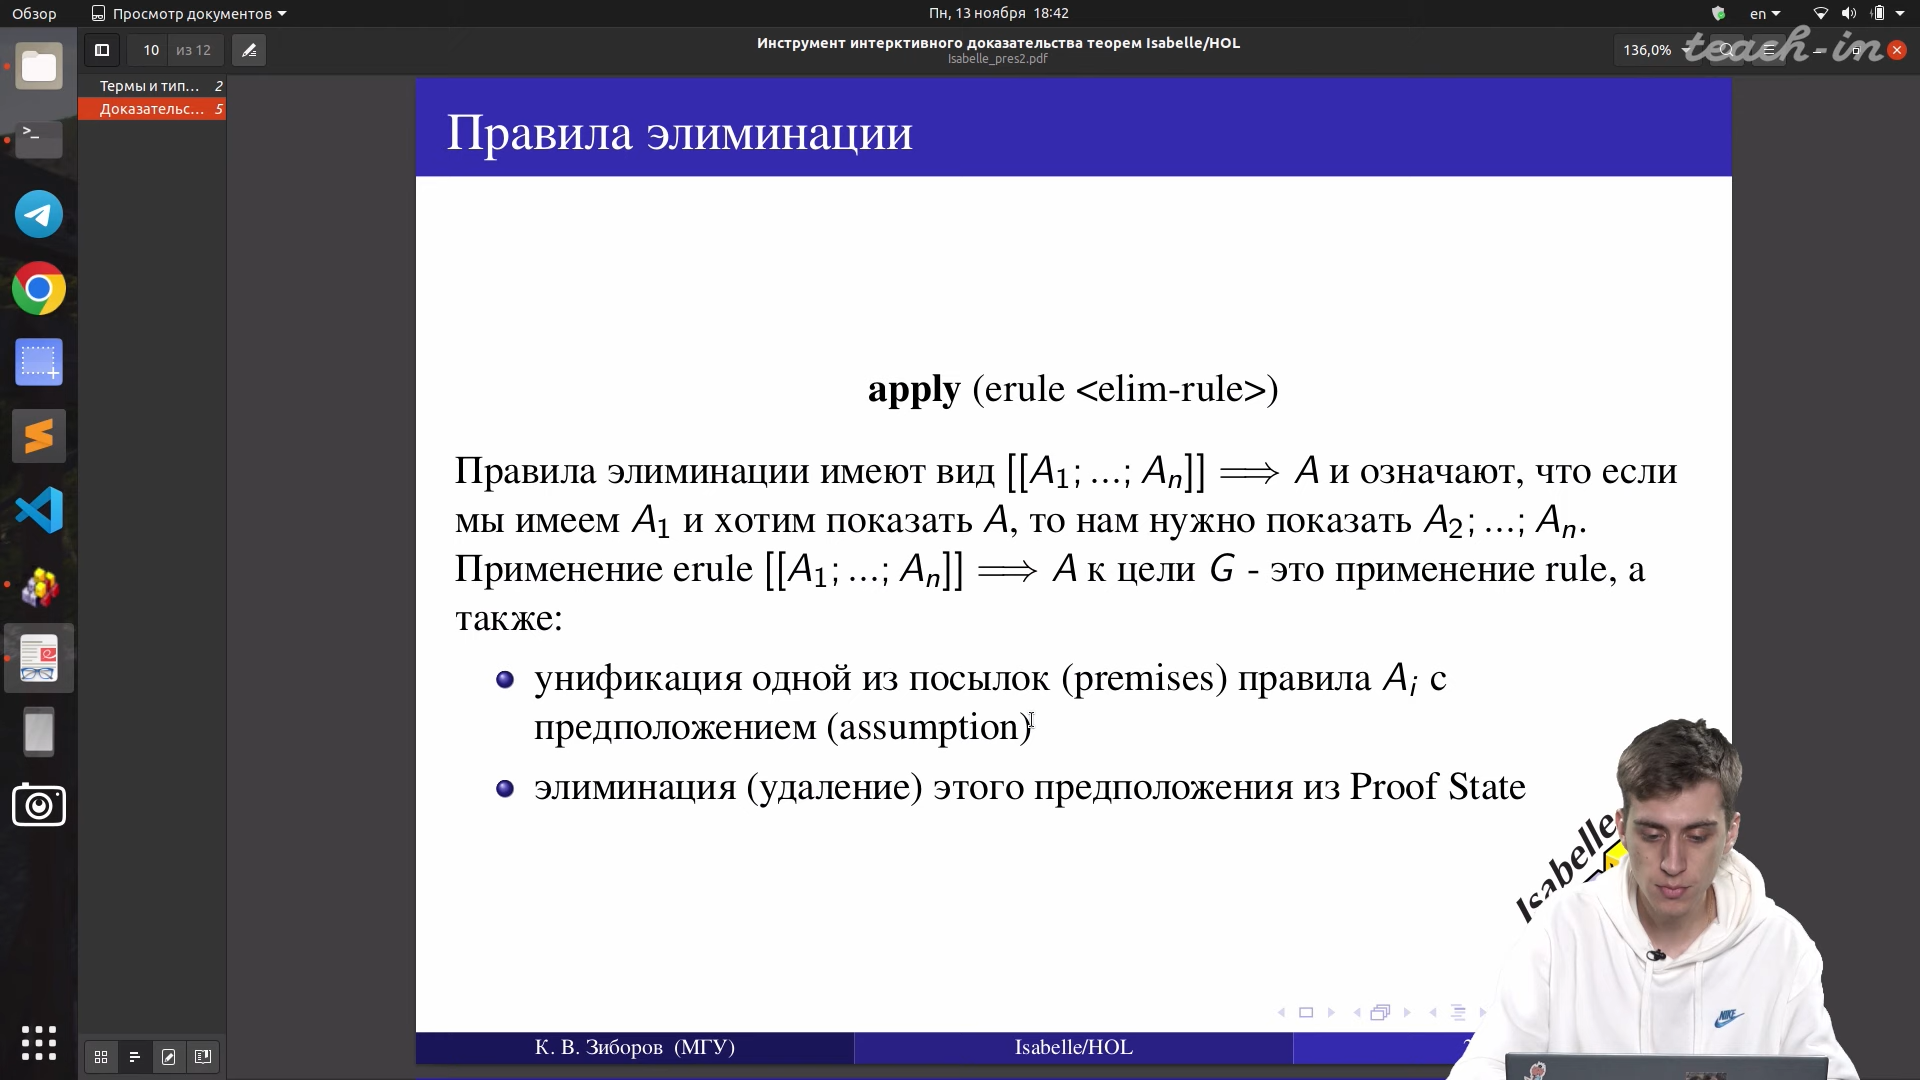 Обзор
Просмотр документов
Пн, 13 ноября 18:42
en
10 из 12
Инструмент интерктивного доказательства теорем Isabelle/HOL
Isabelle_pres2.pdf
136,0%
teach-in
Термы и тип... 2
Доказательс... 5
Правила элиминации
apply (erule <elim-rule>)
Правила элиминации имеют вид [[A₁; ...; Aₙ]] ⟹ A и означают, что если
мы имеем A₁ и хотим показать A, то нам нужно показать A₂; ...; Aₙ.
Применение erule [[A₁; ...; Aₙ]] ⟹ A к цели G - это применение rule, а
также:
унификация одной из посылок (premises) правила Aᵢ с
предположением (assumption)
элиминация (удаление) этого предположения из Proof State
Isabelle
NIKE
К. В. Зиборов (МГУ)
Isabelle/HOL